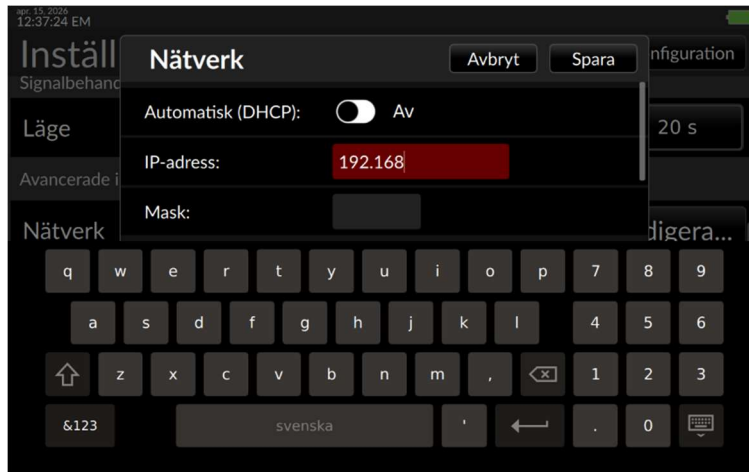 apr. 15, 2026
12:37:24 EM
Inställ
nfiguration
Nätverk
Avbryt
Spara
Signalbehand
Automatisk (DHCP):
Av
Läge
20 s
IP-adress:
192.168
Avancerade i
Mask:
Nätverk
digera...
q w e r t y u i o p 7 8 9
a s d f g h j k l 4 5 6
z x c v b n m , 1 2 3
&123 svenska ' . 0